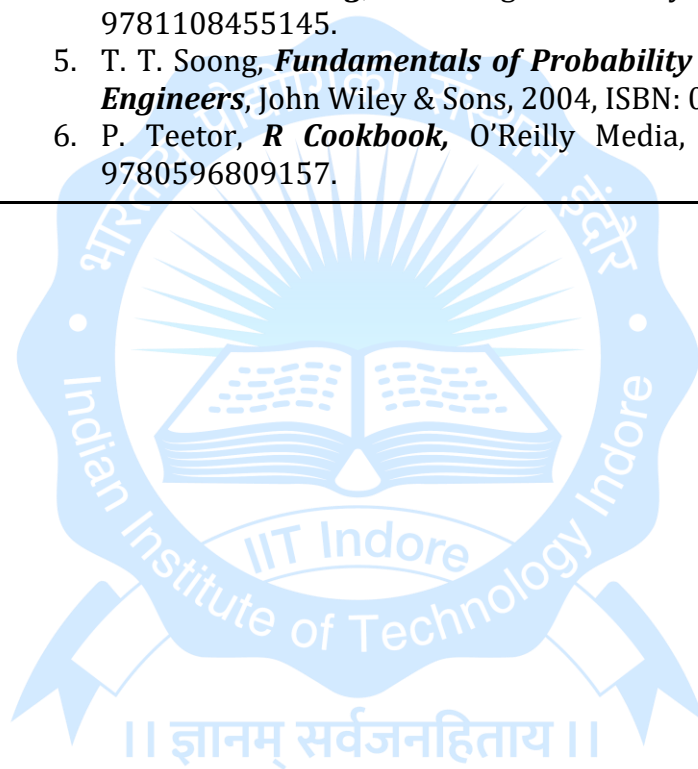 9781108455145.
5. T. T. Soong, Fundamentals of Probability
Engineers, John Wiley & Sons, 2004, ISBN: 0
6. P. Teetor, R Cookbook, O'Reilly Media,
9780596809157.
भारतीय प्रौद्योगिकी संस्थान इंदौर
Indian Institute of Technology Indore
IIT Indore
।। ज्ञानम् सर्वजनहिताय ।।